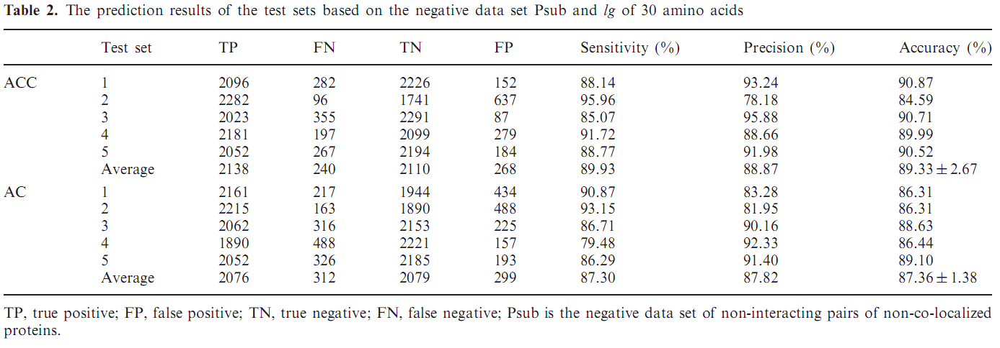 Table 2. The prediction results of the test sets based on the negative data set Psub and lg of 30 amino acids
Test set TP FN TN FP Sensitivity (%) Precision (%) Accuracy (%)
ACC 1 2096 282 2226 152 88.14 93.24 90.87
2 2282 96 1741 637 95.96 78.18 84.59
3 2023 355 2291 87 85.07 95.88 90.71
4 2181 197 2099 279 91.72 88.66 89.99
5 2052 267 2194 184 88.77 91.98 90.52
Average 2138 240 2110 268 89.93 88.87 89.33±2.67
AC 1 2161 217 1944 434 90.87 83.28 86.31
2 2215 163 1890 488 93.15 81.95 86.31
3 2062 316 2153 225 86.71 90.16 88.63
4 1890 488 2221 157 79.48 92.33 86.44
5 2052 326 2185 193 86.29 91.40 89.10
Average 2076 312 2079 299 87.30 87.82 87.36±1.38
TP, true positive; FP, false positive; TN, true negative; FN, false negative; Psub is the negative data set of non-interacting pairs of non-co-localized
proteins.